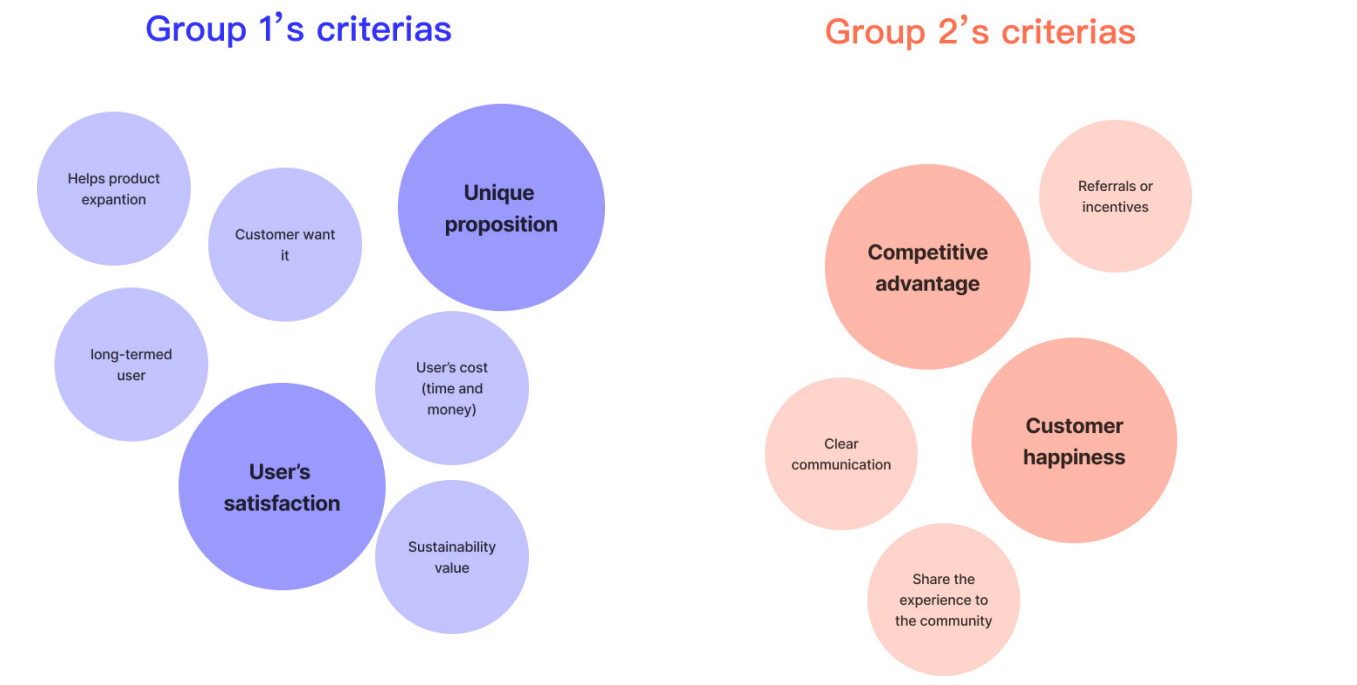 Group 1’s criterias
Helps product
expantion
Customer want
it
Unique
proposition
long-termed
user
User’s cost
(time and
money)
User’s
satisfaction
Sustainability
value
Group 2’s criterias
Referrals or
incentives
Competitive
advantage
Clear
communication
Customer
happiness
Share the
experience to
the community